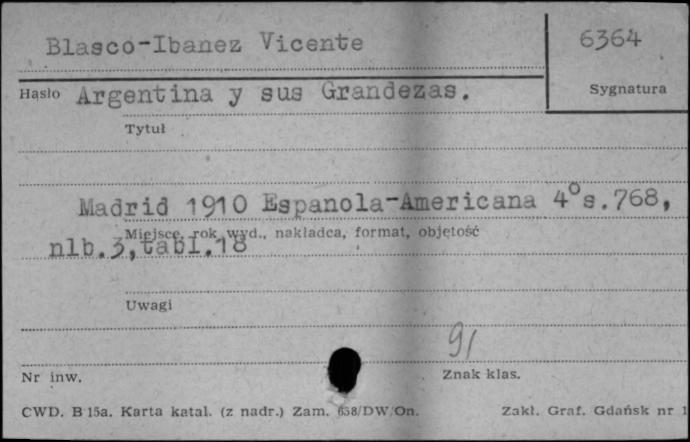 Blasco-Ibanez Vicente
6364
Hasło Argentina y sus Grandezas.
Sygnatura
Tytuł
Madrid 1910 Espanola-Americana 4°s.768,
Miejsce, rok wyd., nakładca, format, objętość
nlb.3,tabl.18
Uwagi
91
Nr inw.
Znak klas.
CWD. B 15a. Karta katal. (z nadr.) Zam. 638/DW/On.
Zakł. Graf. Gdańsk nr 1